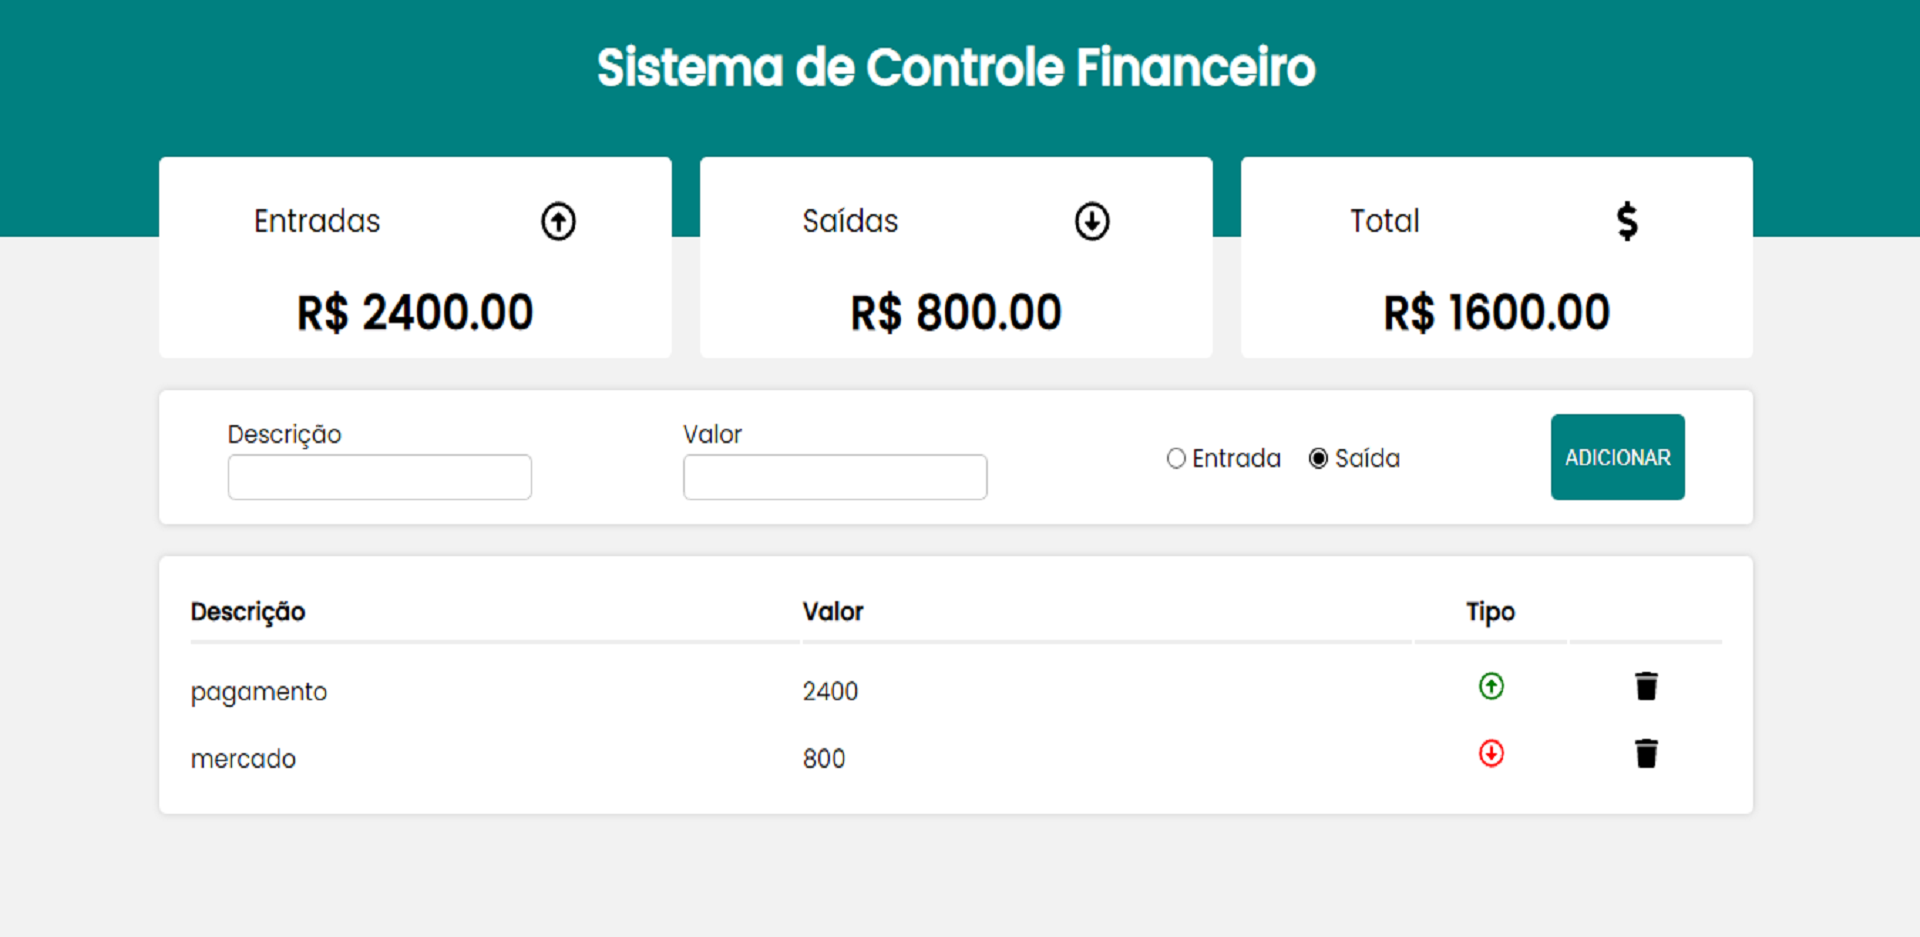 Sistema de Controle Financeiro
Entradas
R$ 2400.00
Saídas
R$ 800.00
Total
$
R$ 1600.00
Descrição
Valor
Entrada
Saída
ADICIONAR
Descrição Valor Tipo
pagamento 2400
mercado 800